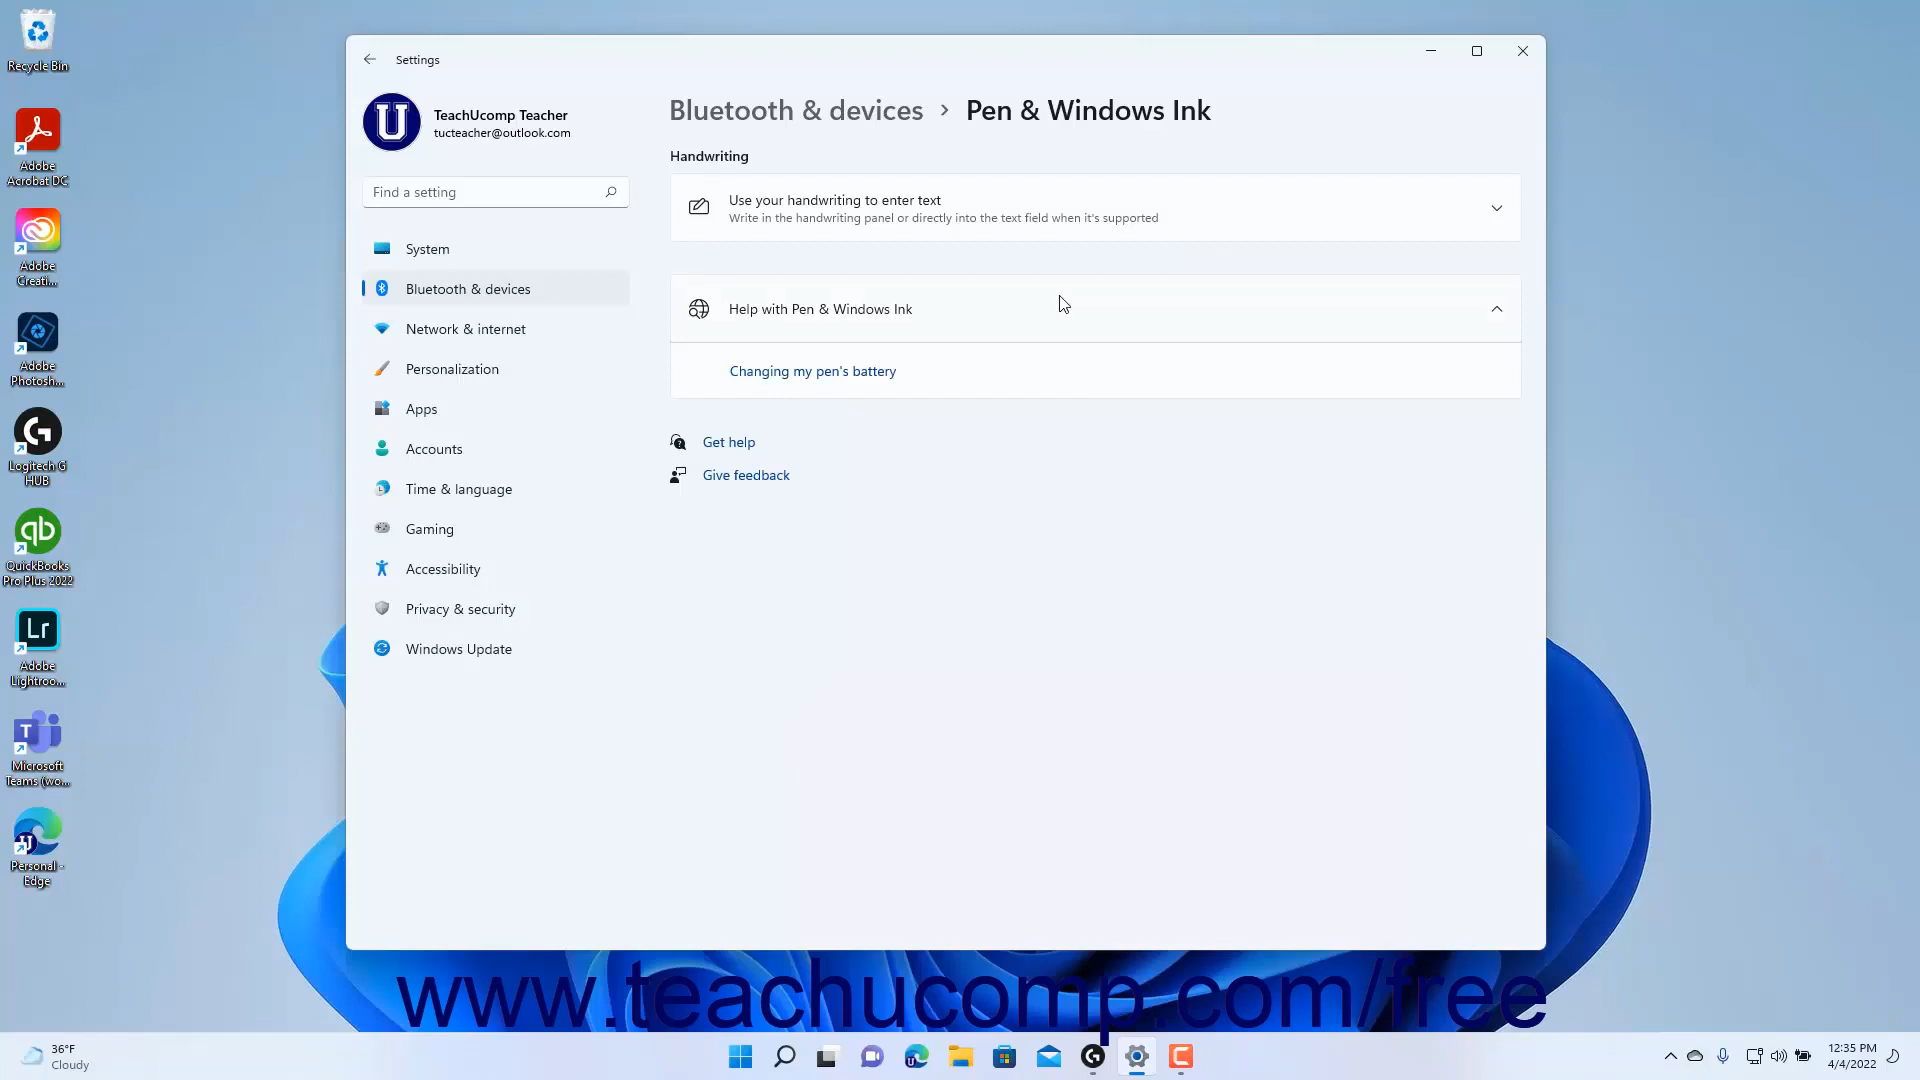 Recycle Bin
Adobe
Acrobat DC
Adobe
Creati...
Adobe
Photosh...
Logitech G
HUB
QuickBooks
Pro Plus 2022
Lr
Adobe
Lightroo...
Microsoft
Teams (wo...
Personal -
Edge
Settings
TeachUcomp Teacher
tucteacher@outlook.com
Find a setting
System
Bluetooth & devices
Network & internet
Personalization
Apps
Accounts
Time & language
Gaming
Accessibility
Privacy & security
Windows Update
Bluetooth & devices > Pen & Windows Ink
Handwriting
Use your handwriting to enter text
Write in the handwriting panel or directly into the text field when it's supported
Help with Pen & Windows Ink
Changing my pen's battery
Get help
Give feedback
www.teachucomp.com/free
36°F
Cloudy
12:35 PM
4/4/2022